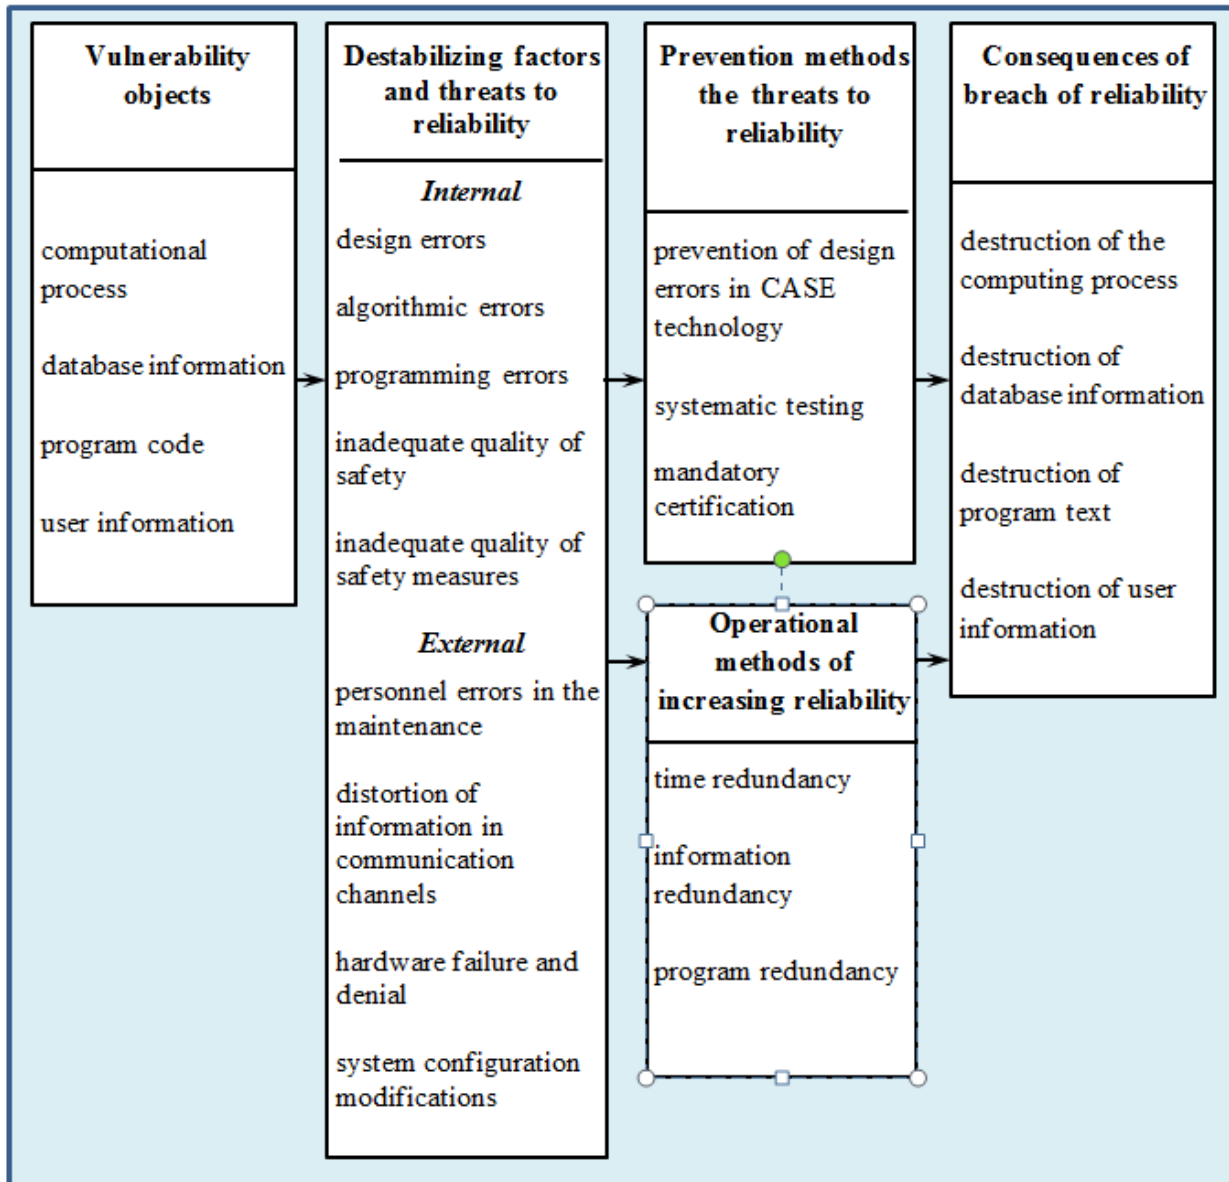 Vulnerability
objects
computational
process
database information
program code
user information
Destabilizing factors
and threats to
reliability
Internal
design errors
algorithmic errors
programming errors
inadequate quality of
safety
inadequate quality of
safety measures
External
personnel errors in the
maintenance
distortion of
information in
communication
channels
hardware failure and
denial
system configuration
modifications
Prevention methods
the threats to
reliability
prevention of design
errors in CASE
technology
systematic testing
mandatory
certification
Operational
methods of
increasing reliability
time redundancy
information
redundancy
program redundancy
Consequences of
breach of reliability
destruction of the
computing process
destruction of
database information
destruction of
program text
destruction of user
information